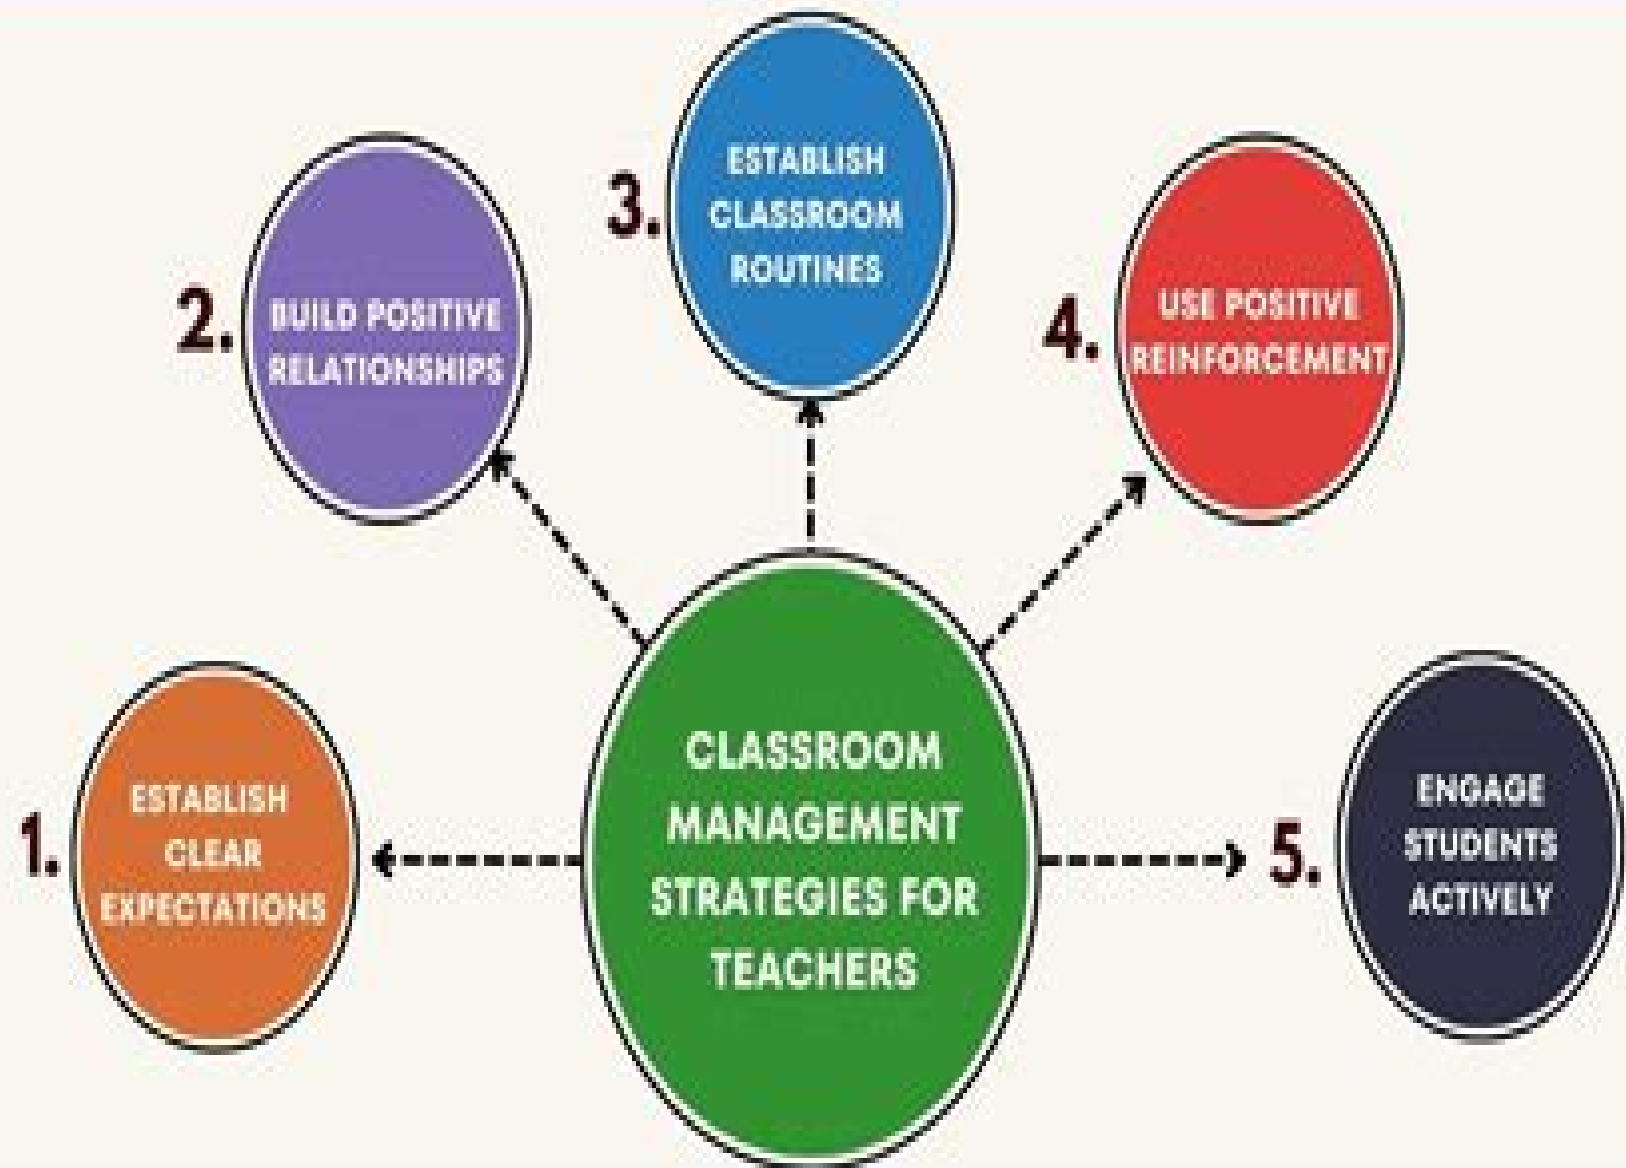 1.
ESTABLISH
CLEAR
EXPECTATIONS
2.
BUILD POSITIVE
RELATIONSHIPS
3.
ESTABLISH
CLASSROOM
ROUTINES
4.
USE POSITIVE
REINFORCEMENT
5.
ENGAGE
STUDENTS
ACTIVELY
CLASSROOM
MANAGEMENT
STRATEGIES FOR
TEACHERS